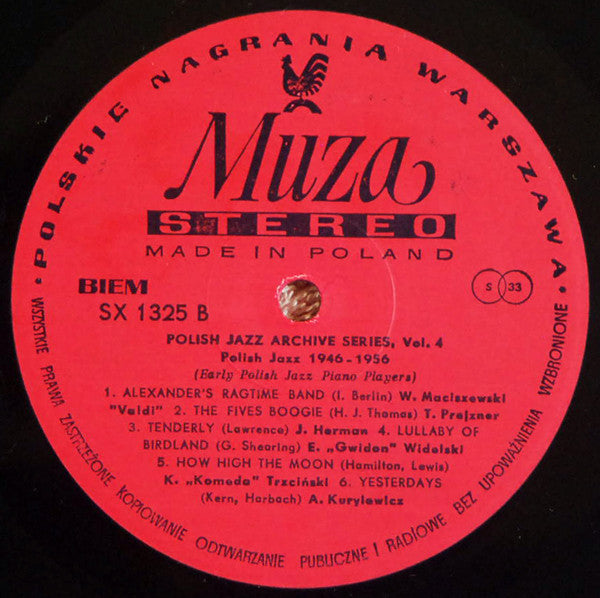 • POLSKIE NAGRANIA WARSZAWA •
Muza
STEREO
MADE IN POLAND
BIEM
SX 1325 B
S 33
POLISH JAZZ ARCHIVE SERIES, Vol. 4
Polish Jazz 1946-1956
(Early Polish Jazz Piano Players)
1. ALEXANDER'S RAGTIME BAND (I. Berlin) W. Maciszewski
"Valdi" 2. THE FIVES BOOGIE (H. J. Thomas) T. Prejzner
3. TENDERLY (Lawrence) J. Herman 4. LULLABY OF
BIRDLAND (G. Shearing) E. „Gwidon" Widelski
5. HOW HIGH THE MOON (Hamilton, Lewis)
K. „Komeda" Trzciński 6. YESTERDAYS
(Kern, Harbach) A. Kurylewicz
WSZYSTKIE PRAWA ZASTRZEŻONE KOPIOWANIE ODTWARZANIE PUBLICZNE I RADIOWE BEZ UPOWAŻNIENIA WZBRONIONE